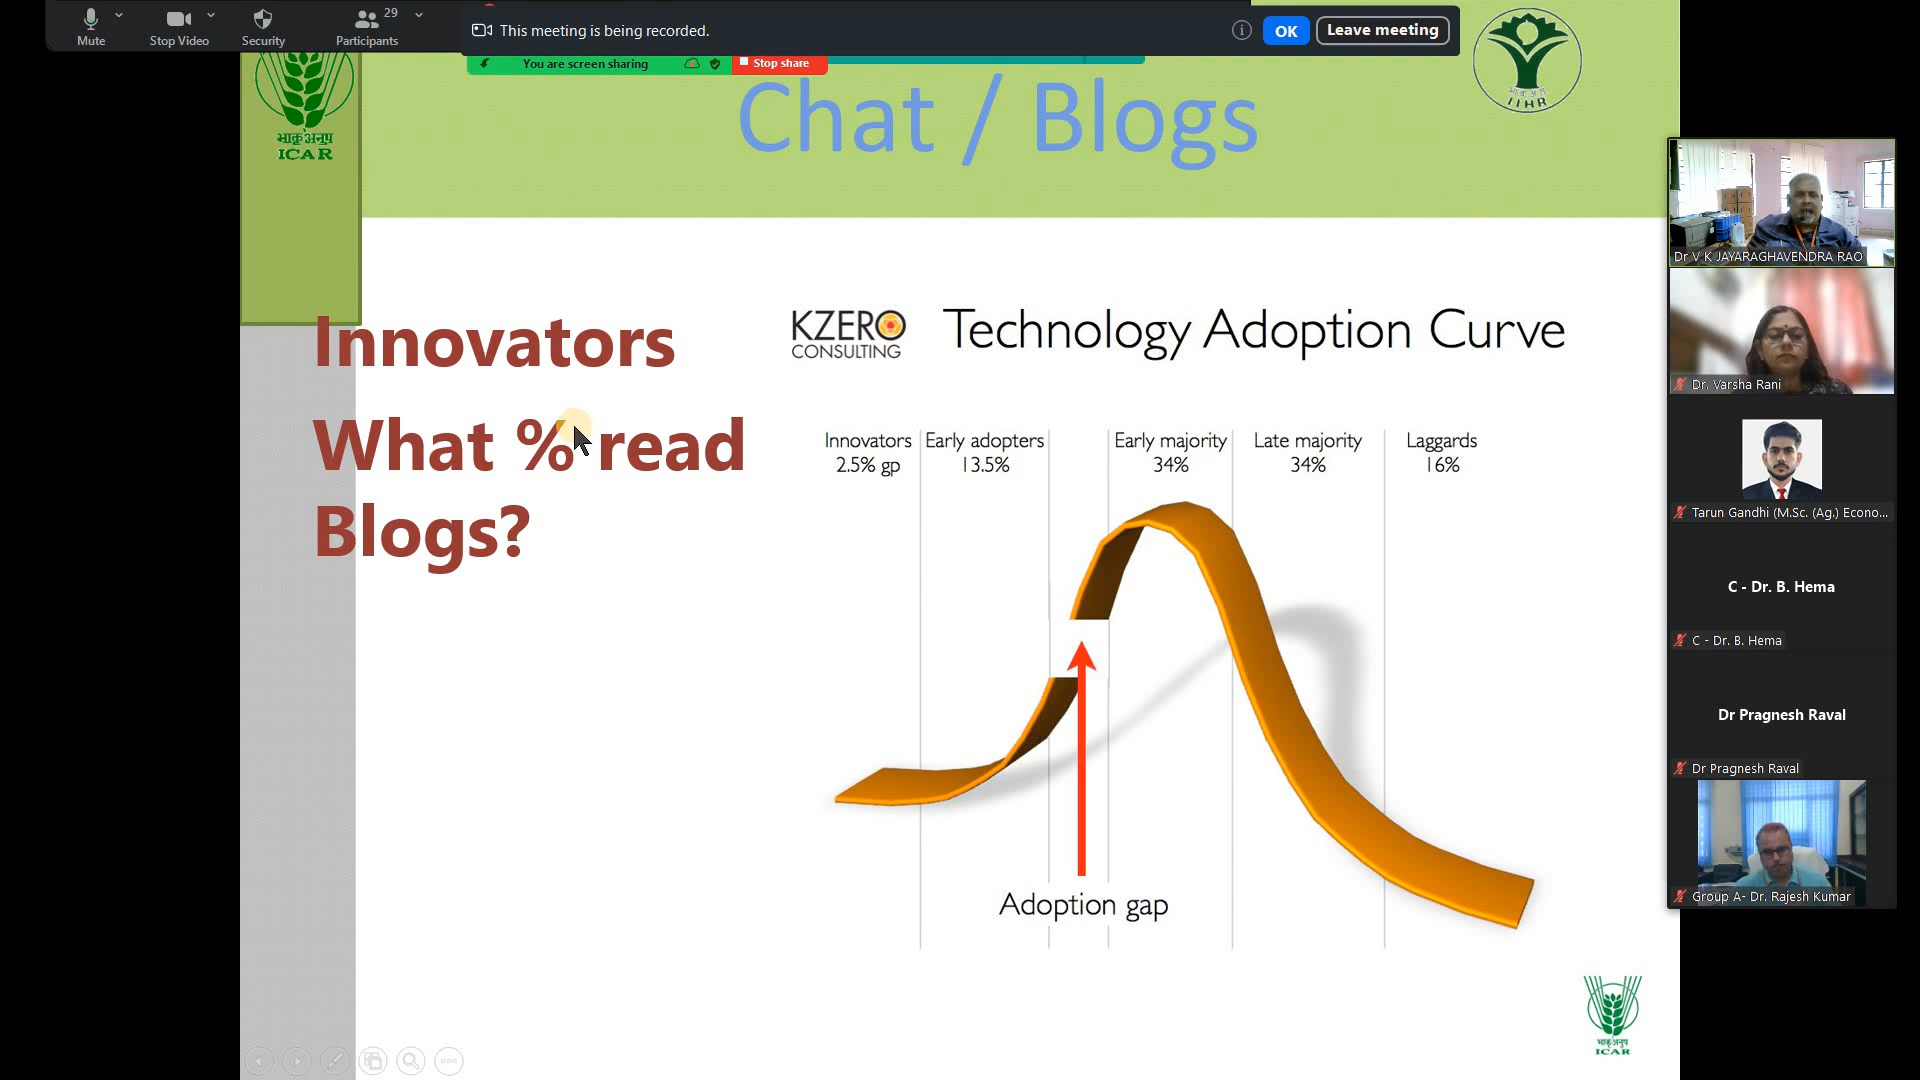 Mute
Stop Video
Security
Participants
29
This meeting is being recorded.
OK
Leave meeting
You are screen sharing
Stop share
भाकृअनुप
ICAR
Chat / Blogs
IIHR
Innovators
What % read
Blogs?
KZERO
CONSULTING
Technology Adoption Curve
Innovators
2.5% gp
Early adopters
13.5%
Early majority
34%
Late majority
34%
Laggards
16%
Adoption gap
भाकृअनुप
ICAR
Dr V K JAYARAGHAVENDRA RAO
Dr. Varsha Rani
Tarun Gandhi (M.Sc. (Ag.) Econo...
C - Dr. B. Hema
C - Dr. B. Hema
Dr Pragnesh Raval
Dr Pragnesh Raval
Group A- Dr. Rajesh Kumar